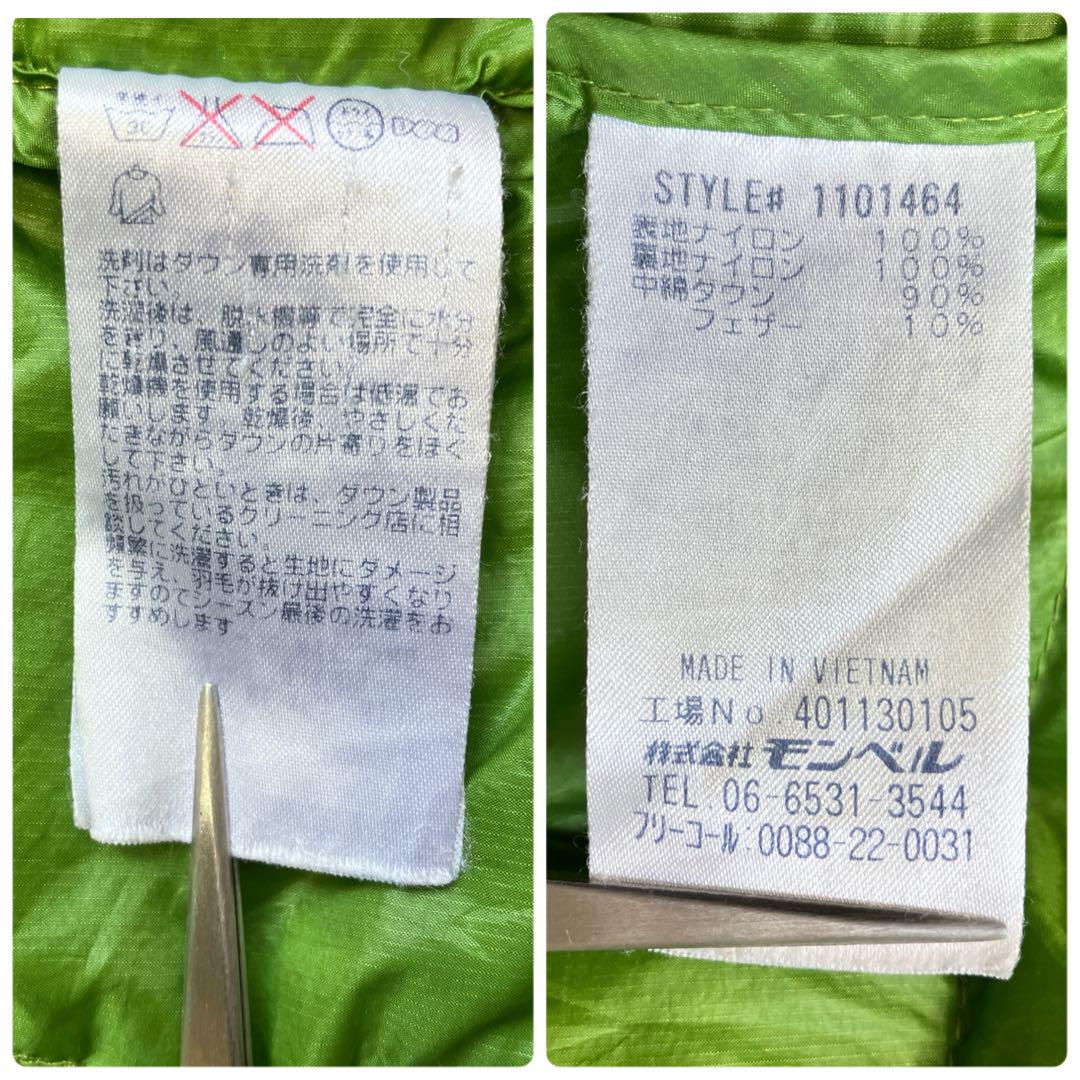 洗剤はダウン専用洗剤を使用して
下さい。
洗濯後は、脱水機等で完全に水分
をきり、風通しのよい場所で十分
に乾燥させてください。
乾燥機を使用する場合は低温でお
願いします 乾燥後 やさしくた
たきながらダウンの片寄りをほぐ
して下さい。
汚れがひどいときは、ダウン製品
を扱っているクリーニング店に相
談してください。
頻繁に洗濯すると生地にダメージ
を与え、羽毛が抜け出やすくなり
ますのでシーズン最後の洗濯をお
すすめします
STYLE# 1101464
表地ナイロン 100%
裏地ナイロン 100%
中綿ダウン 90%
フェザー 10%
MADE IN VIETNAM
工場No. 401130105
株式会社 モンベル
TEL. 06-6531-3544
フリーコール:0088-22-0031